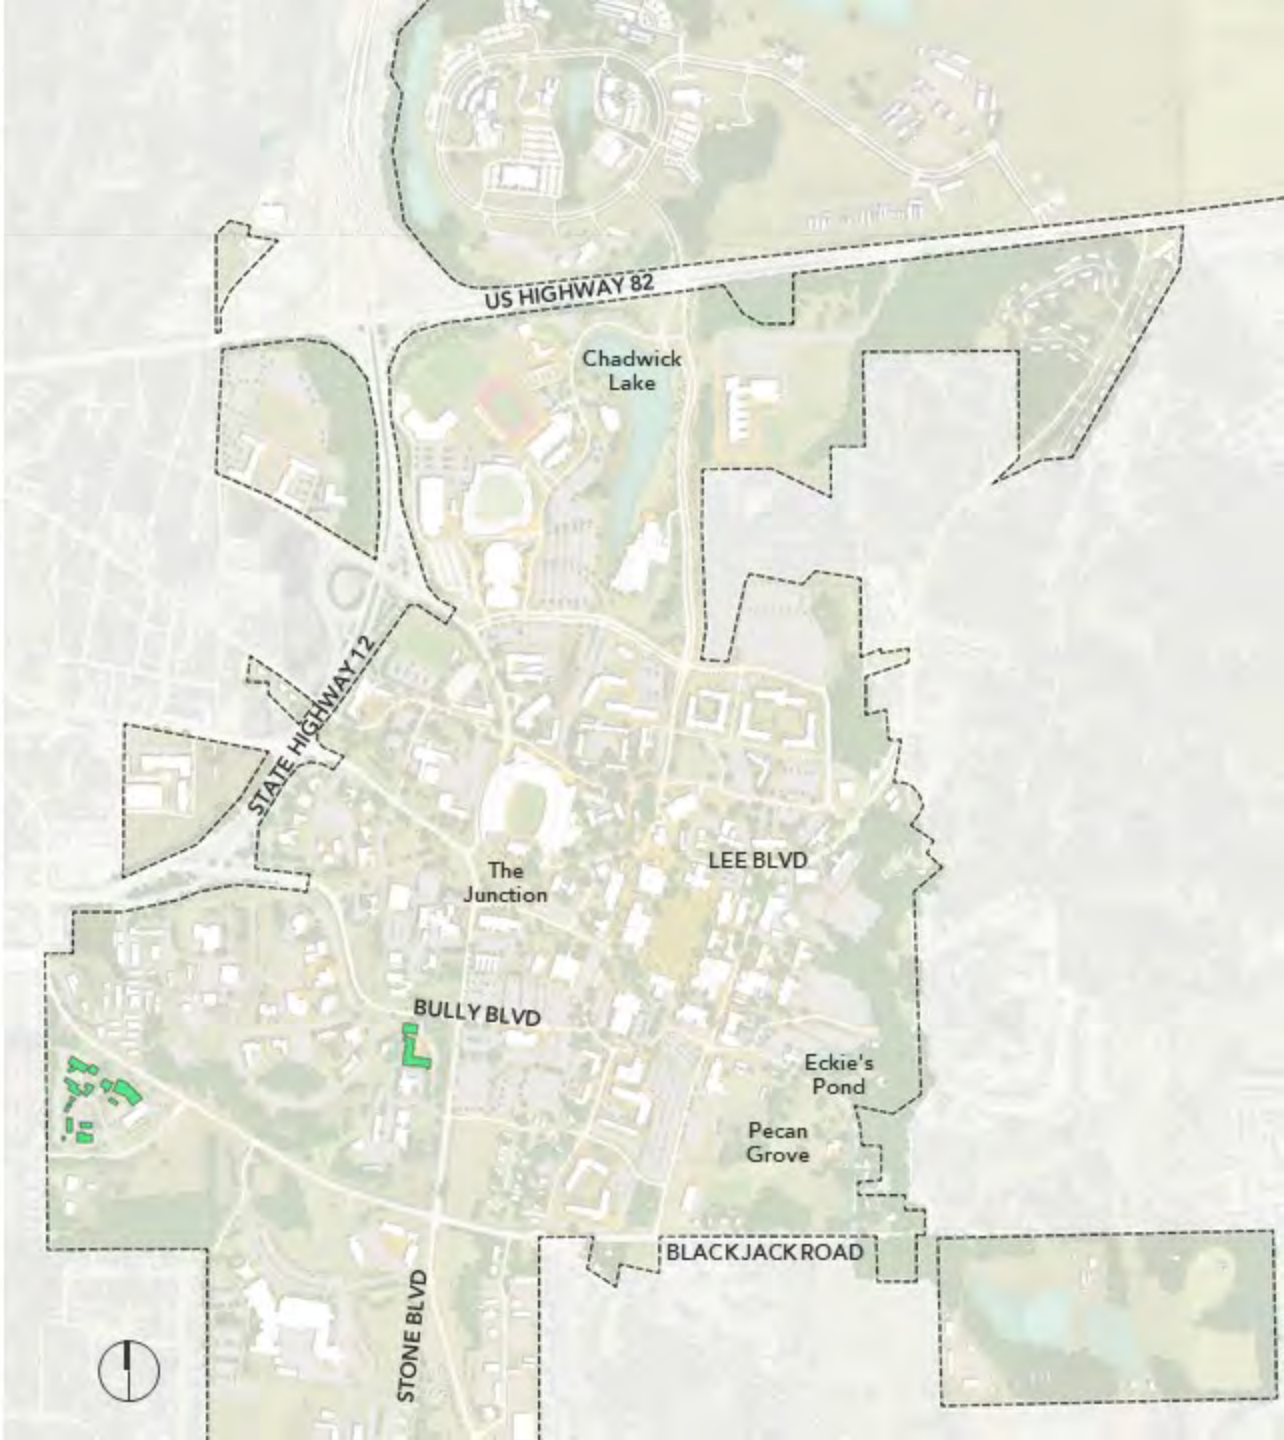 US HIGHWAY 82
Chadwick
Lake
STATE HIGHWAY 12
LEE BLVD
The
Junction
BULLY BLVD
Eckie's
Pond
Pecan
Grove
BLACKJACK ROAD
STONE BLVD